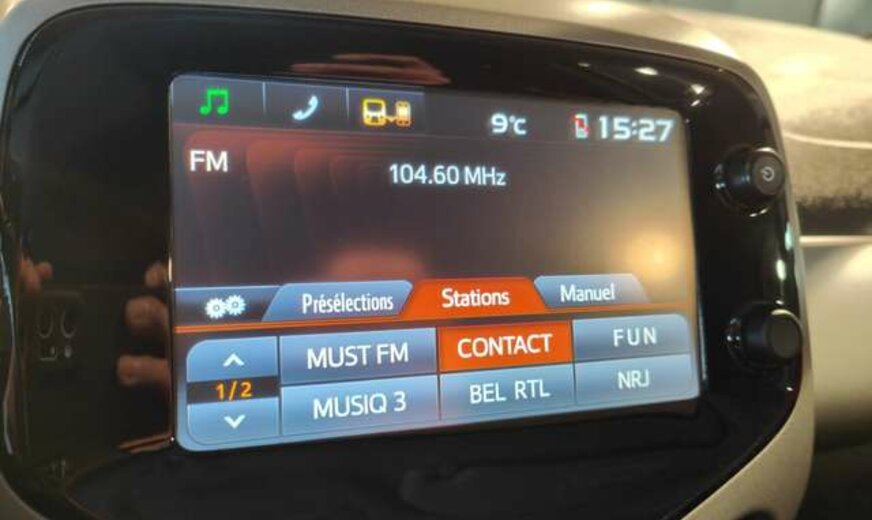 9°C 15:27
FM
104.60 MHz
Présélections Stations Manuel
MUST FM CONTACT FUN
1/2
MUSIQ 3 BEL RTL NRJ